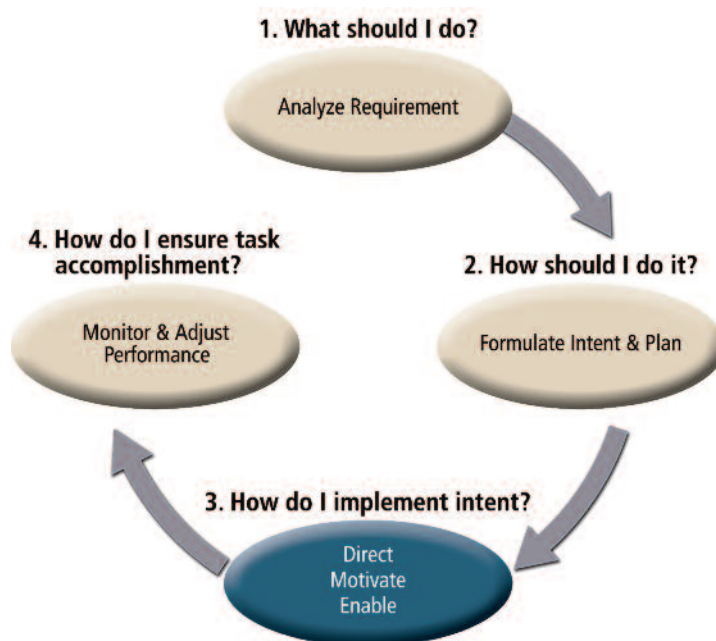 1. What should I do?
Analyze Requirement
2. How should I do it?
Formulate Intent & Plan
3. How do I implement intent?
Direct
Motivate
Enable
4. How do I ensure task
accomplishment?
Monitor & Adjust
Performance